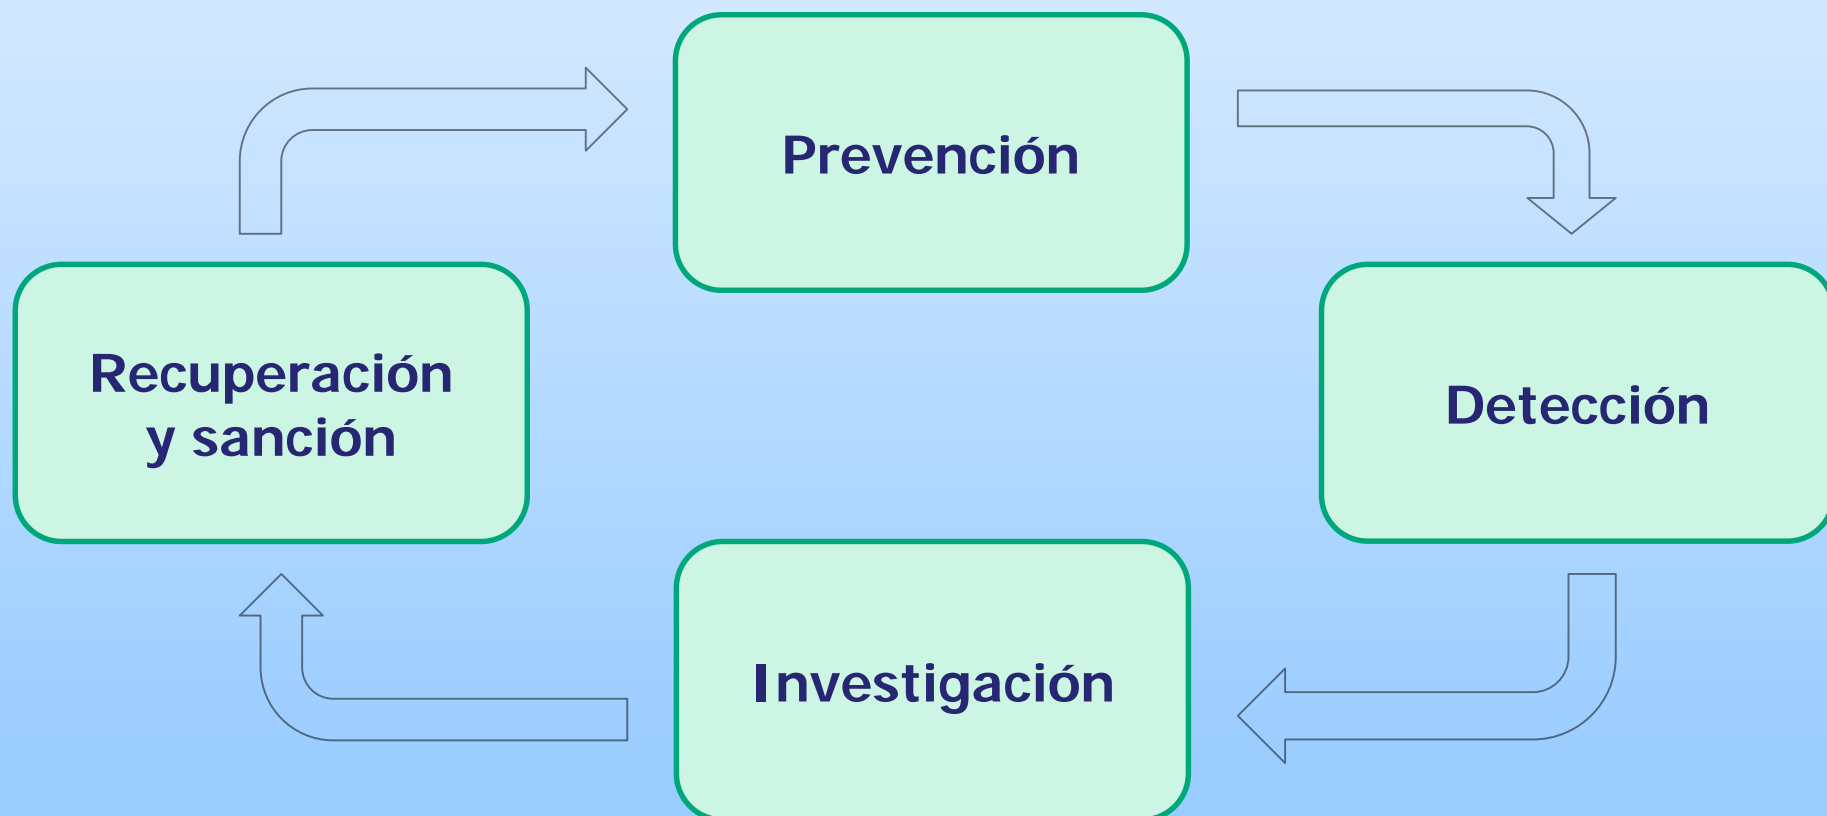 Prevención
Recuperación
y sanción
Detección
Investigación